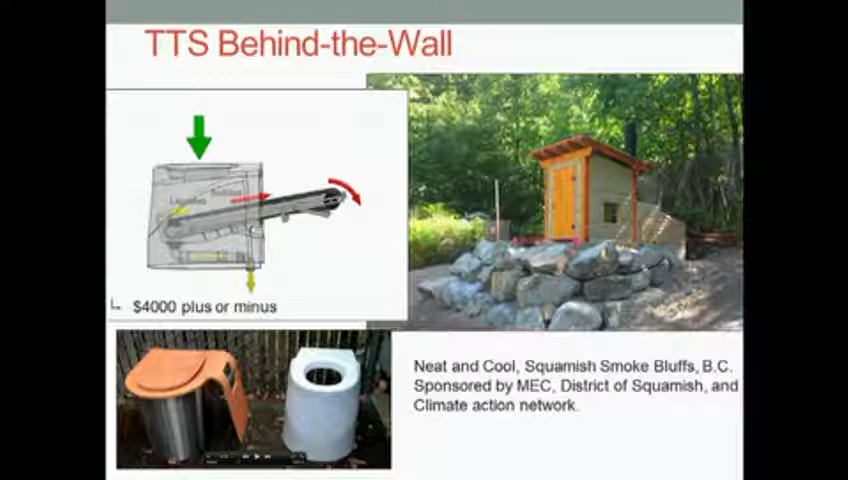 TTS Behind-the-Wall
Liquides
$4000 plus or minus
Neat and Cool, Squamish Smoke Bluffs, B.C.
Sponsored by MEC, District of Squamish, and
Climate action network.